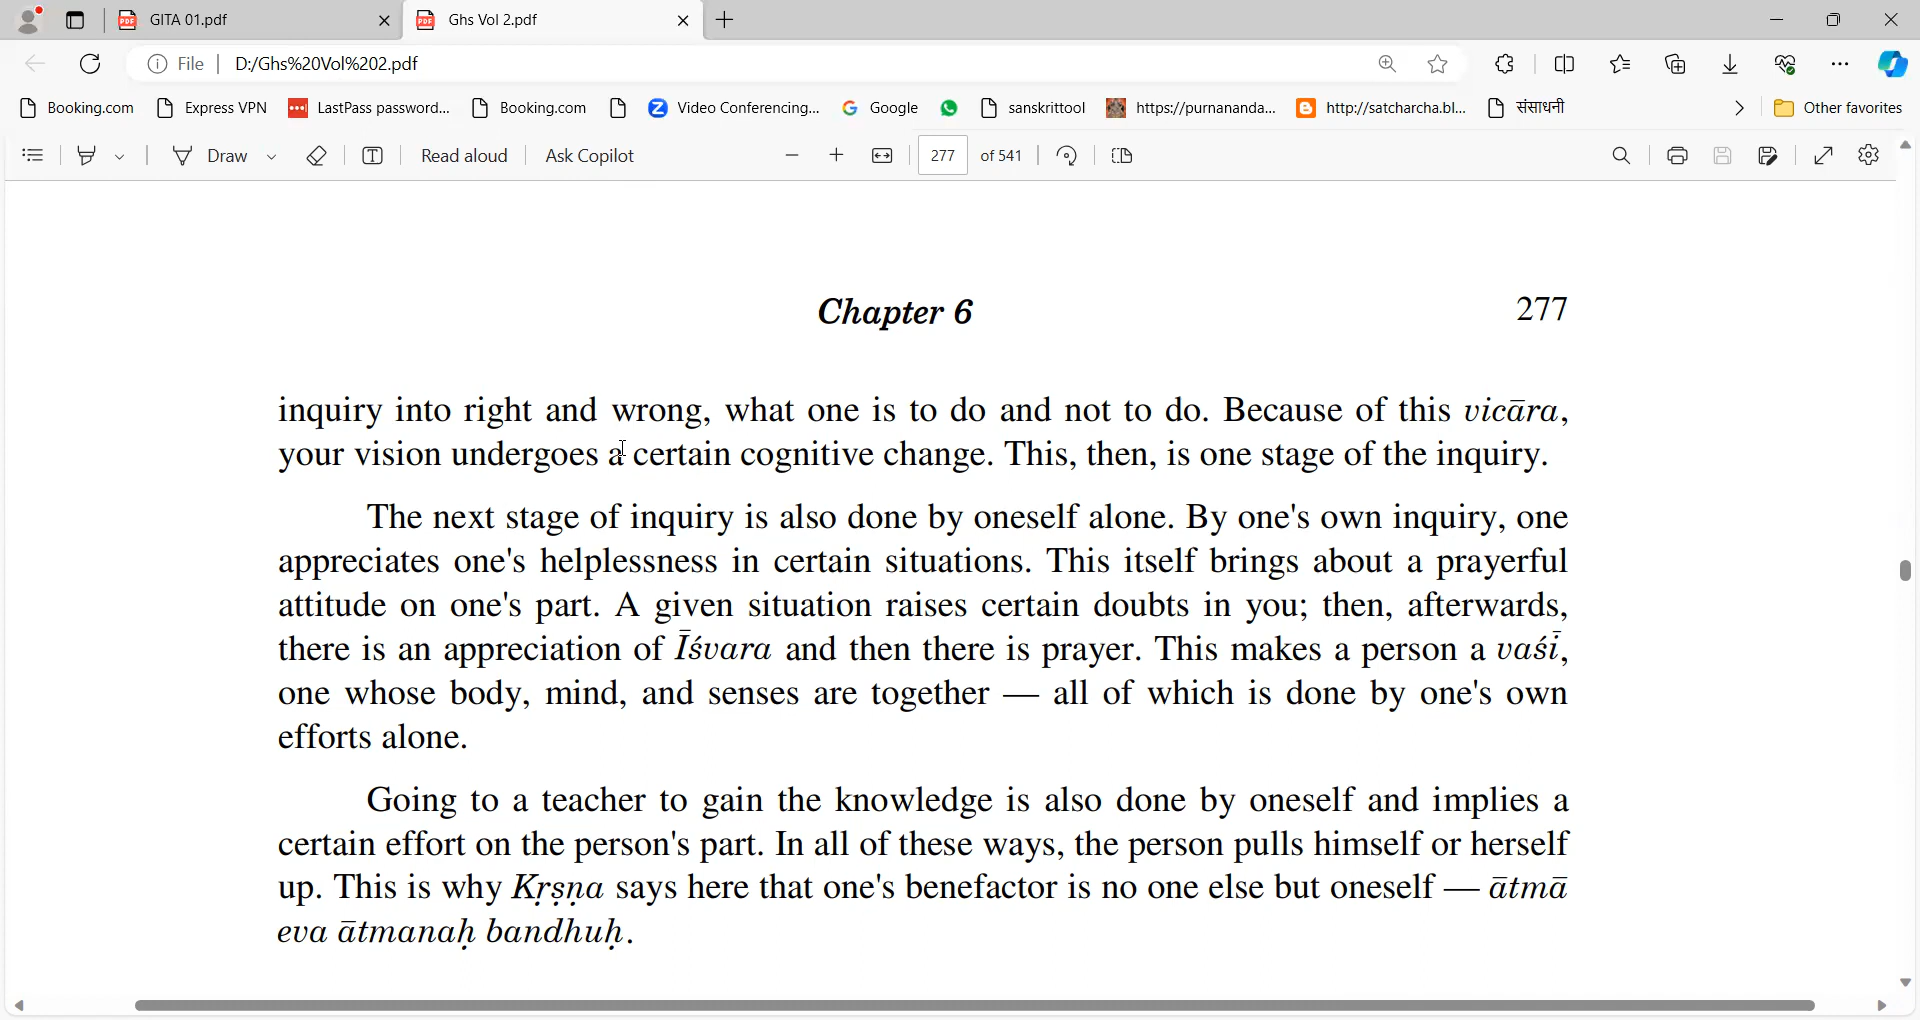 GITA 01.pdf
Ghs Vol 2.pdf
File | D:/Ghs%20Vol%202.pdf
Booking.com Express VPN LastPass password... Booking.com Video Conferencing... Google sanskrittool https://purnananda... http://satcharcha.bl... संसाधनी Other favorites
Draw Read aloud Ask Copilot 277 of 541
Chapter 6 277
inquiry into right and wrong, what one is to do and not to do. Because of this vicāra,
your vision undergoes a certain cognitive change. This, then, is one stage of the inquiry.
The next stage of inquiry is also done by oneself alone. By one's own inquiry, one
appreciates one's helplessness in certain situations. This itself brings about a prayerful
attitude on one's part. A given situation raises certain doubts in you; then, afterwards,
there is an appreciation of Īśvara and then there is prayer. This makes a person a vaśī,
one whose body, mind, and senses are together — all of which is done by one's own
efforts alone.
Going to a teacher to gain the knowledge is also done by oneself and implies a
certain effort on the person's part. In all of these ways, the person pulls himself or herself
up. This is why Kṛṣṇa says here that one's benefactor is no one else but oneself — ātmā
eva ātmanaḥ bandhuḥ.